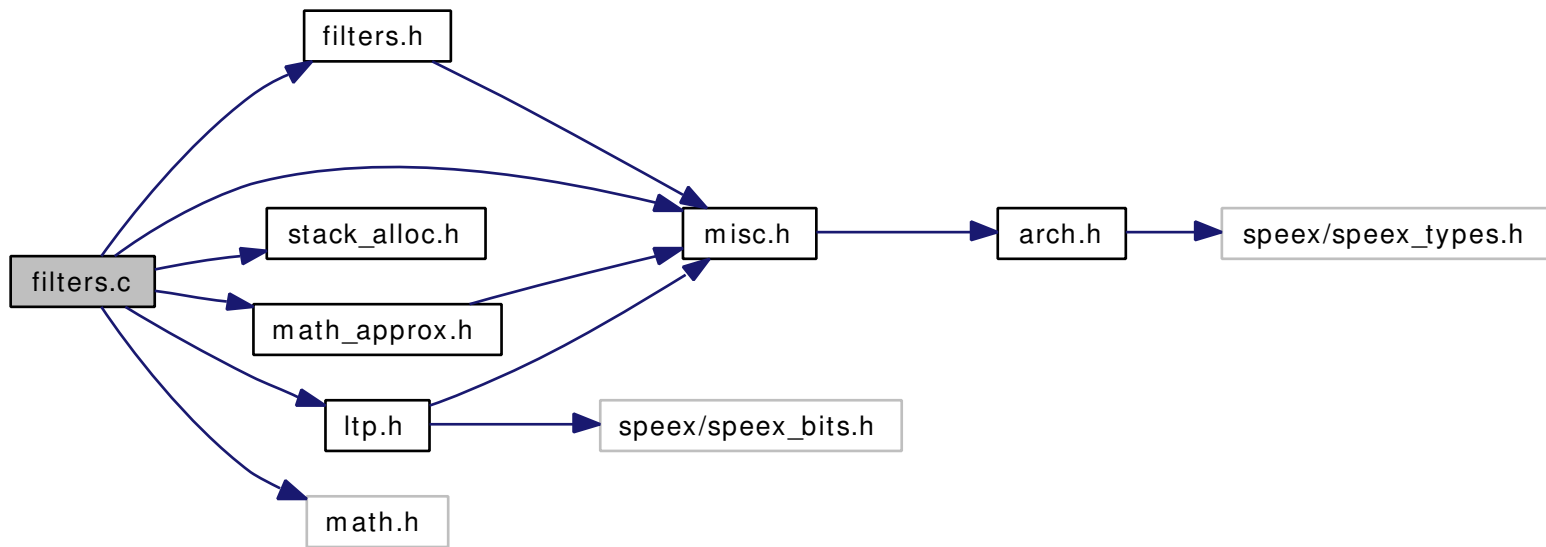 filters.h
stack_alloc.h
misc.h
arch.h
speex/speex_types.h
filters.c
math_approx.h
ltp.h
speex/speex_bits.h
math.h